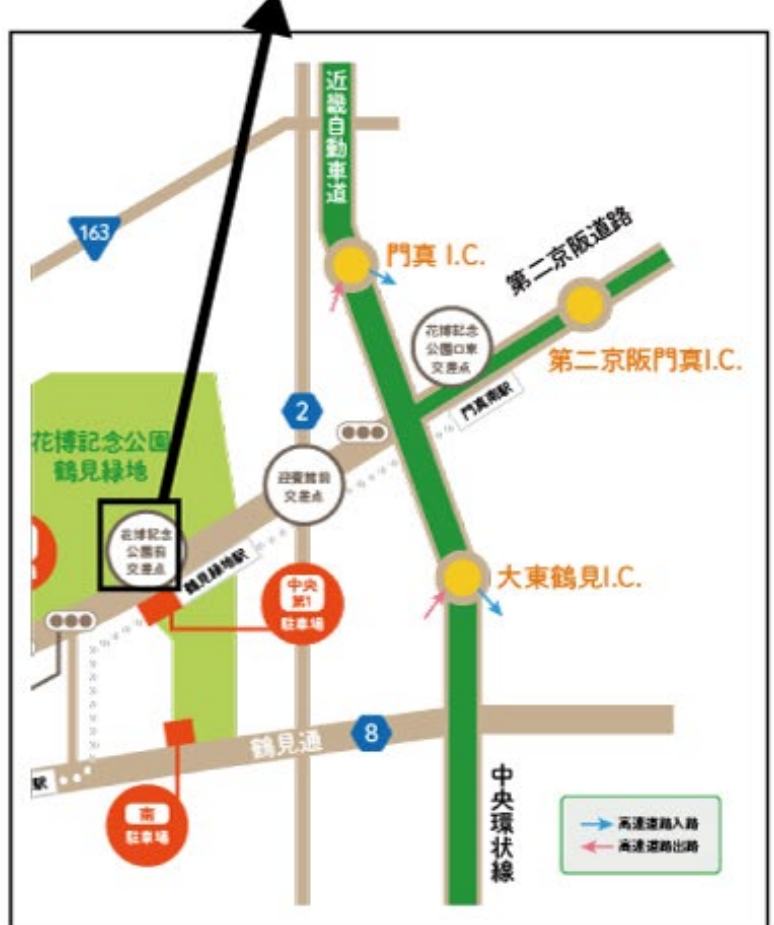 近畿自動車道
163
門真 I.C.
第二京阪道路
花博記念
公園口東
交差点
第二京阪門真I.C.
門真南駅
2
花博記念公園
鶴見緑地
迎賓館前
交差点
花博記念
公園前
交差点
鶴見緑地駅
中央
第1
駐車場
大東鶴見I.C.
鶴見通
8
駅
南
駐車場
中央環状線
高速道路入路
高速道路出路